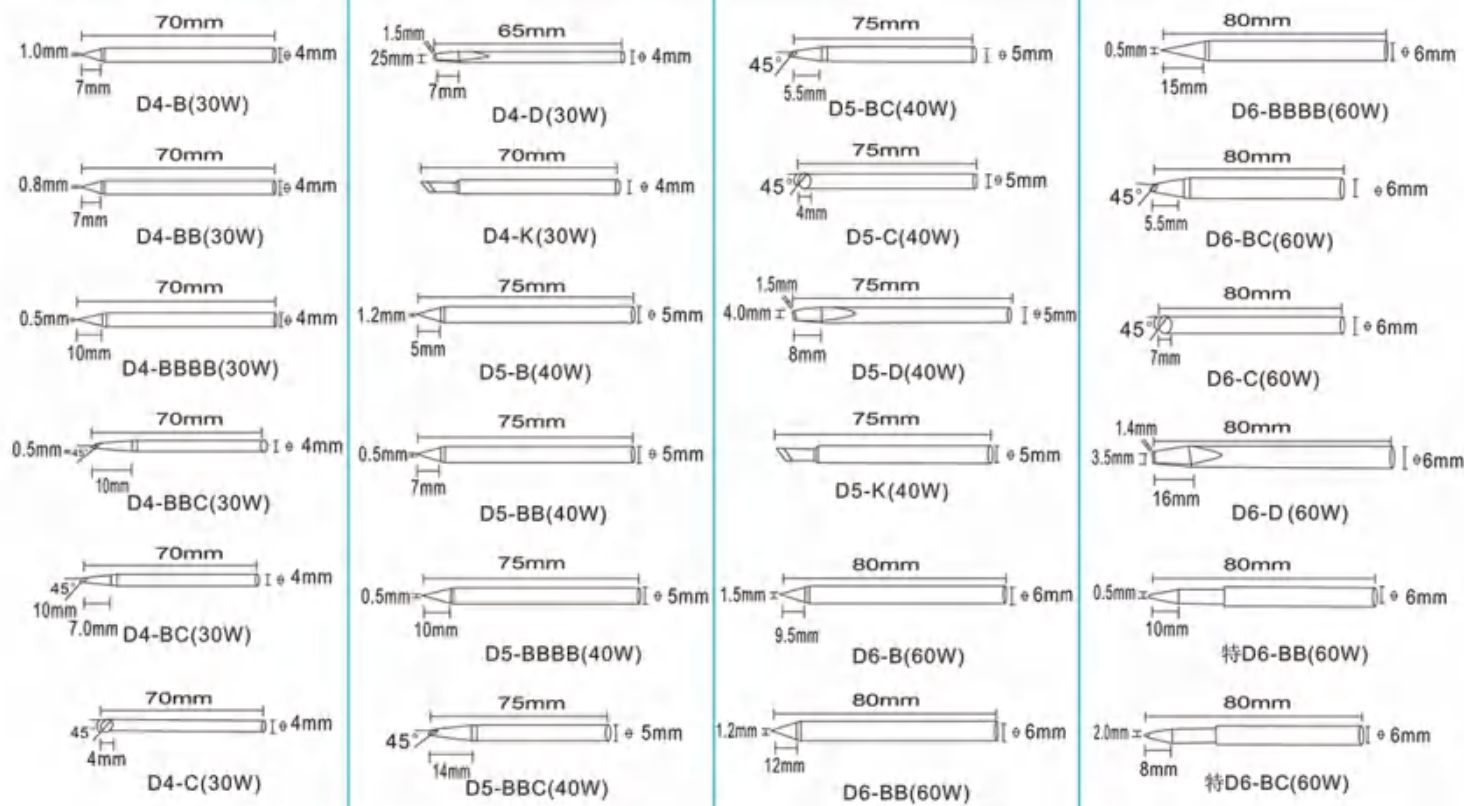 70mm
1.0mm
ɵ 4mm
7mm
D4-B(30W)
70mm
0.8mm
ɵ 4mm
7mm
D4-BB(30W)
70mm
0.5mm
ɵ 4mm
10mm
D4-BBBB(30W)
70mm
0.5mm
45°
ɵ 4mm
10mm
D4-BBC(30W)
70mm
45°
ɵ 4mm
10mm
7.0mm
D4-BC(30W)
70mm
45°
ɵ 4mm
4mm
D4-C(30W)
1.5mm
65mm
25mm
ɵ 4mm
7mm
D4-D(30W)
70mm
ɵ 4mm
D4-K(30W)
75mm
1.2mm
ɵ 5mm
5mm
D5-B(40W)
75mm
0.5mm
ɵ 5mm
7mm
D5-BB(40W)
75mm
0.5mm
ɵ 5mm
10mm
D5-BBBB(40W)
75mm
45°
ɵ 5mm
14mm
D5-BBC(40W)
75mm
45°
ɵ 5mm
5.5mm
D5-BC(40W)
75mm
45°
ɵ 5mm
4mm
D5-C(40W)
1.5mm
75mm
4.0mm
ɵ 5mm
8mm
D5-D(40W)
75mm
ɵ 5mm
D5-K(40W)
80mm
1.5mm
ɵ 6mm
9.5mm
D6-B(60W)
80mm
1.2mm
ɵ 6mm
12mm
D6-BB(60W)
80mm
0.5mm
ɵ 6mm
15mm
D6-BBBB(60W)
80mm
45°
ɵ 6mm
5.5mm
D6-BC(60W)
80mm
45°
ɵ 6mm
7mm
D6-C(60W)
1.4mm
80mm
3.5mm
ɵ 6mm
16mm
D6-D (60W)
80mm
0.5mm
ɵ 6mm
10mm
特D6-BB(60W)
80mm
2.0mm
ɵ 6mm
8mm
特D6-BC(60W)